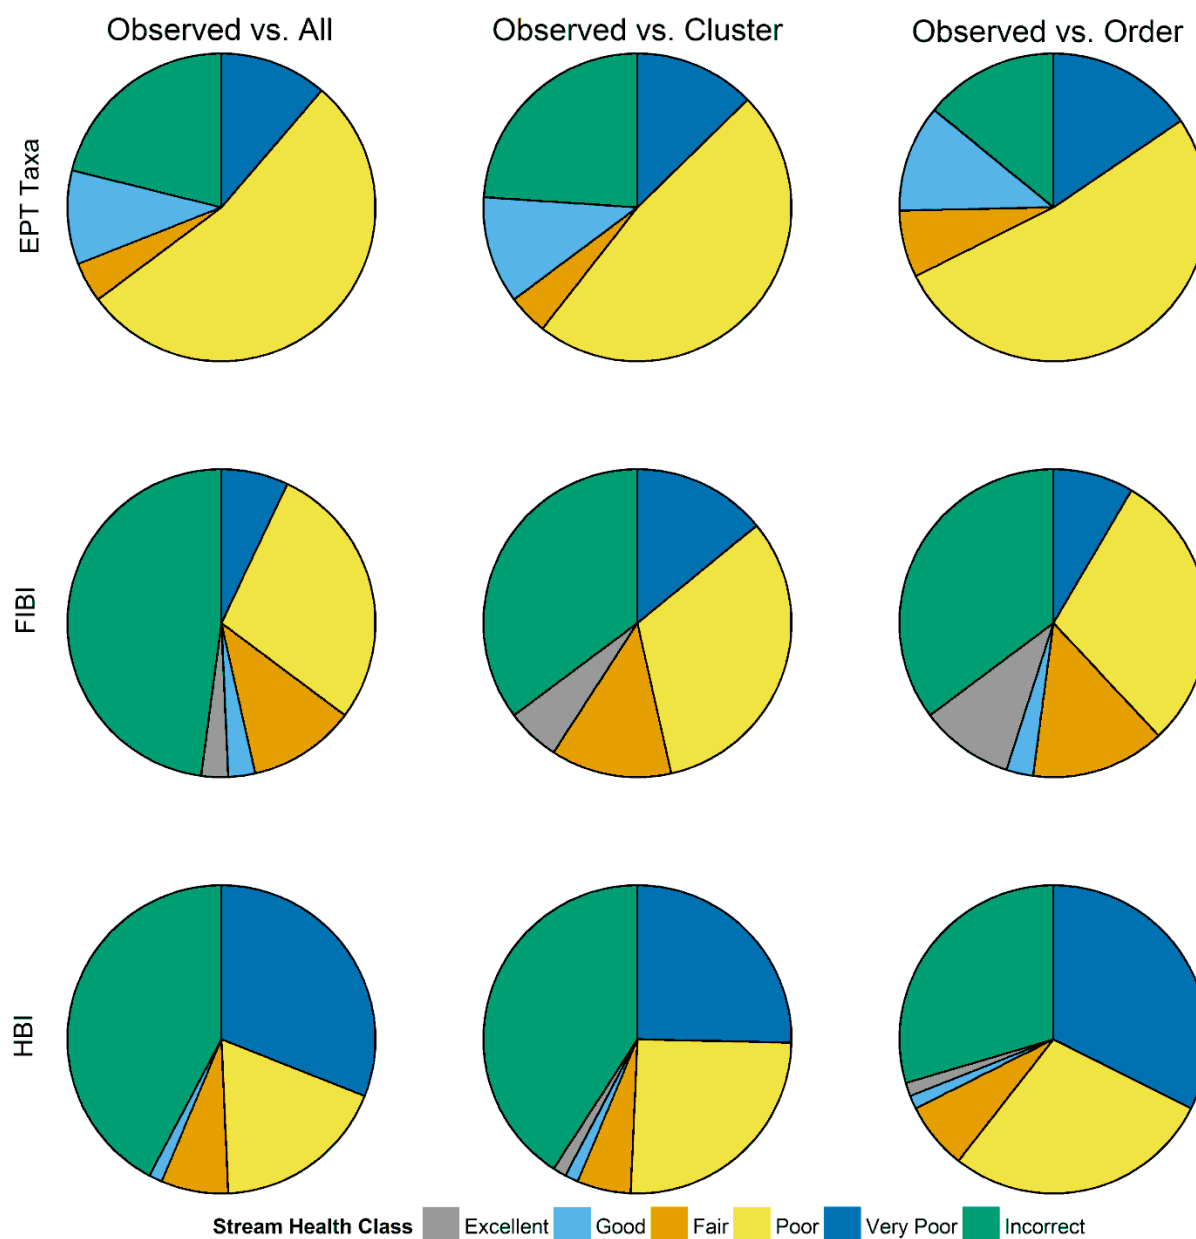 Observed vs. All
Observed vs. Cluster
Observed vs. Order
EPT Taxa
FIBI
HBI
Stream Health Class Excellent Good Fair Poor Very Poor Incorrect